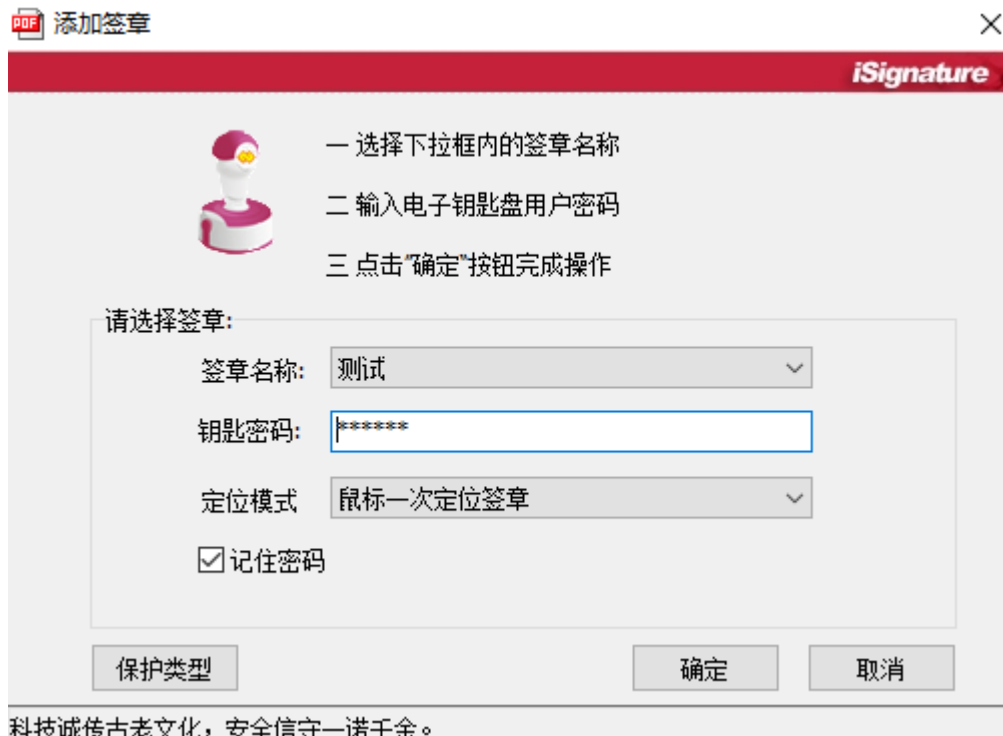 PDF 添加签章
iSignature
一 选择下拉框内的签章名称
二 输入电子钥匙盘用户密码
三 点击"确定"按钮完成操作
请选择签章:
签章名称: 测试
钥匙密码: ******
定位模式 鼠标一次定位签章
记住密码
保护类型 确定 取消
科技诚传古老文化，安全信守一诺千金。